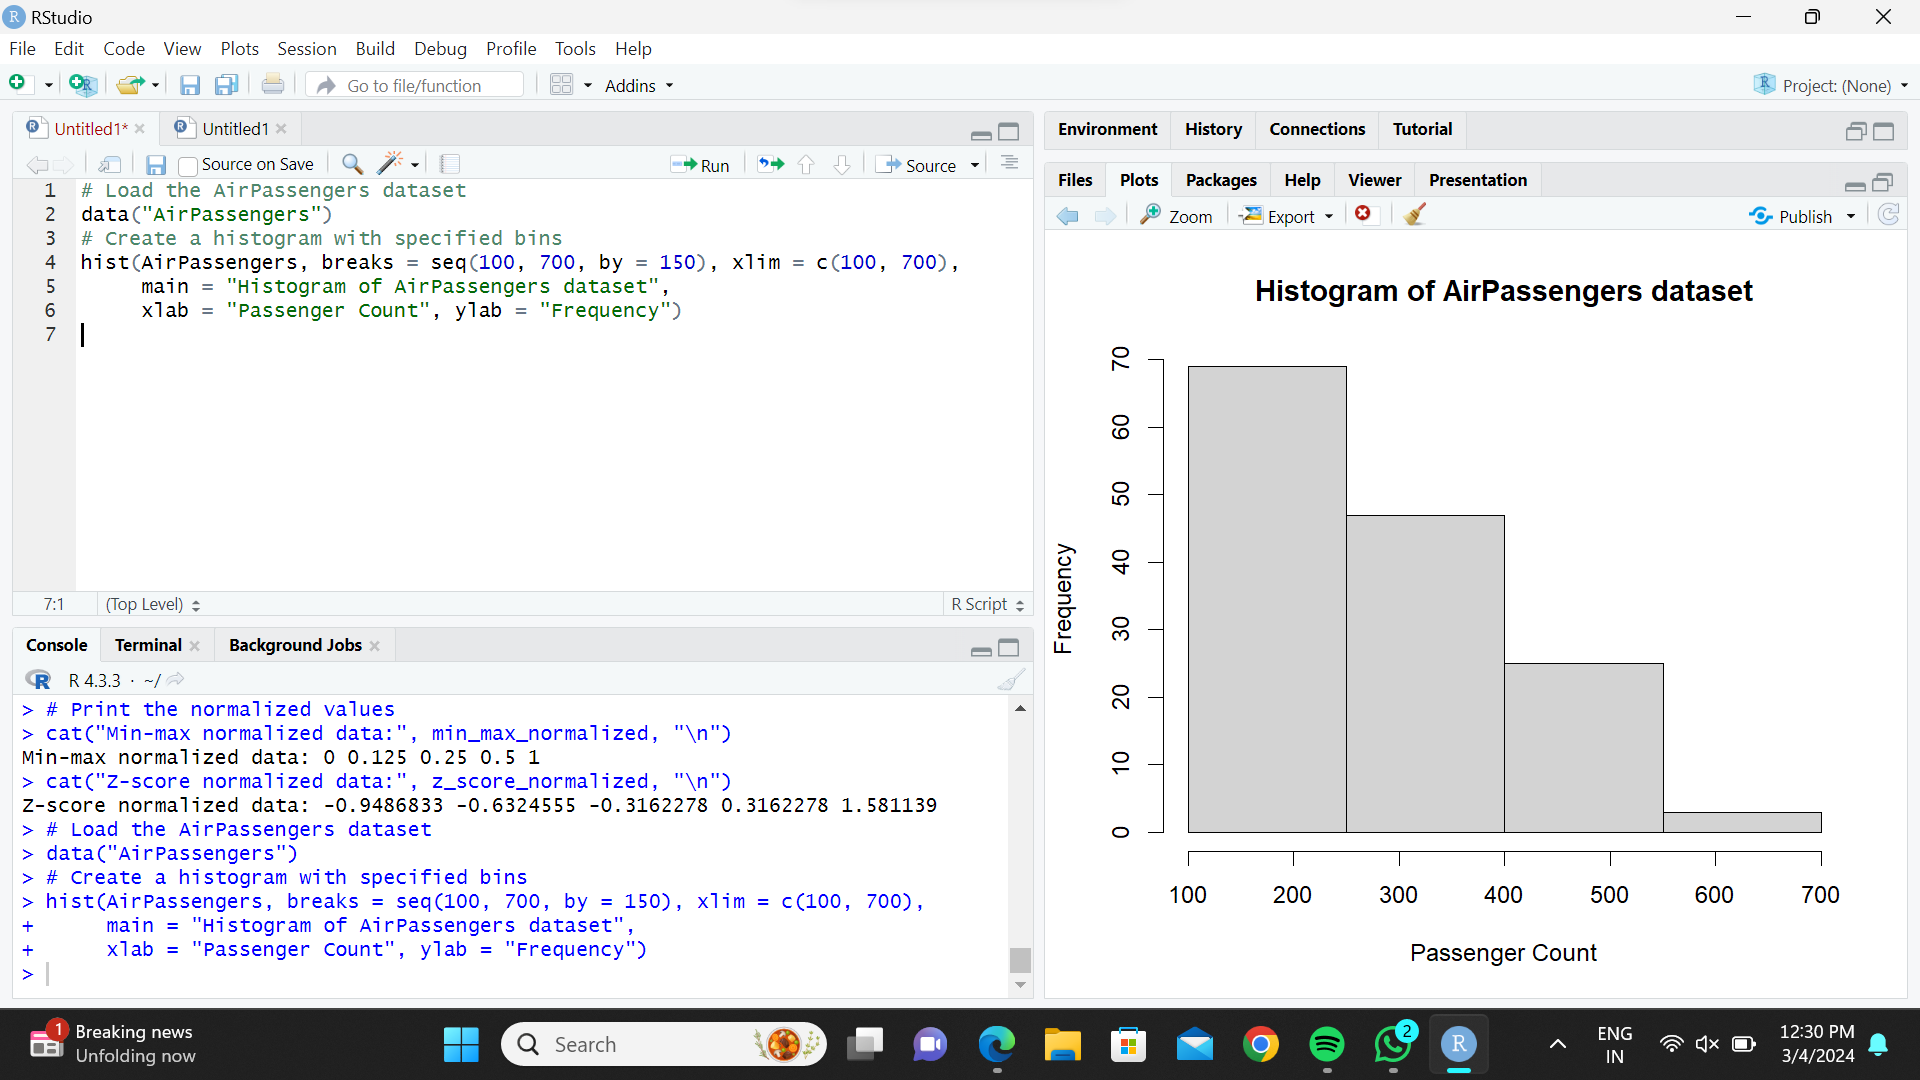 RStudio
File Edit Code View Plots Session Build Debug Profile Tools Help
Go to file/function Addins Project: (None)
Untitled1* Untitled1
Source on Save Run Source
1 # Load the AirPassengers dataset
2 data("AirPassengers")
3 # Create a histogram with specified bins
4 hist(AirPassengers, breaks = seq(100, 700, by = 150), xlim = c(100, 700),
5 main = "Histogram of AirPassengers dataset",
6 xlab = "Passenger Count", ylab = "Frequency")
7
7:1 (Top Level) R Script
Console Terminal Background Jobs
R R 4.3.3 · ~/
> # Print the normalized values
> cat("Min-max normalized data:", min_max_normalized, "\n")
Min-max normalized data: 0 0.125 0.25 0.5 1
> cat("Z-score normalized data:", z_score_normalized, "\n")
Z-score normalized data: -0.9486833 -0.6324555 -0.3162278 0.3162278 1.581139
> # Load the AirPassengers dataset
> data("AirPassengers")
> # Create a histogram with specified bins
> hist(AirPassengers, breaks = seq(100, 700, by = 150), xlim = c(100, 700),
+ main = "Histogram of AirPassengers dataset",
+ xlab = "Passenger Count", ylab = "Frequency")
>
Environment History Connections Tutorial
Files Plots Packages Help Viewer Presentation
Zoom Export Publish
Histogram of AirPassengers dataset
70
60
50
40
30
20
10
0
Frequency
100 200 300 400 500 600 700
Passenger Count
1 Breaking news
Unfolding now
Search
2
R
ENG
IN
12:30 PM
3/4/2024